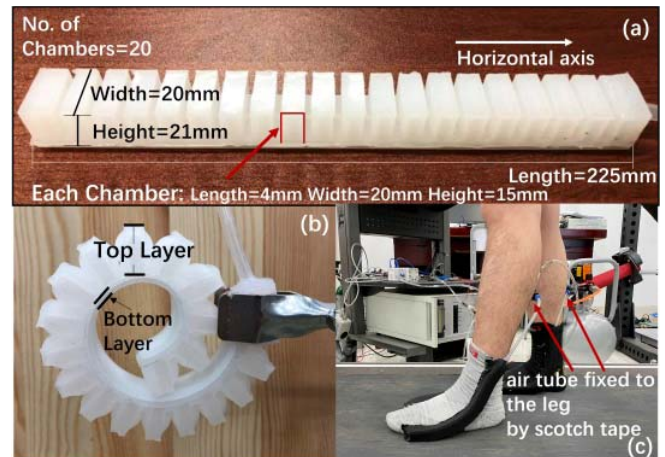 No. of
Chambers=20
(a)
Horizontal axis
Width=20mm
Height=21mm
Length=225mm
Each Chamber: Length=4mm Width=20mm Height=15mm
(b)
Top Layer
Bottom
Layer
air tube fixed to
the leg
by scotch tape
(c)